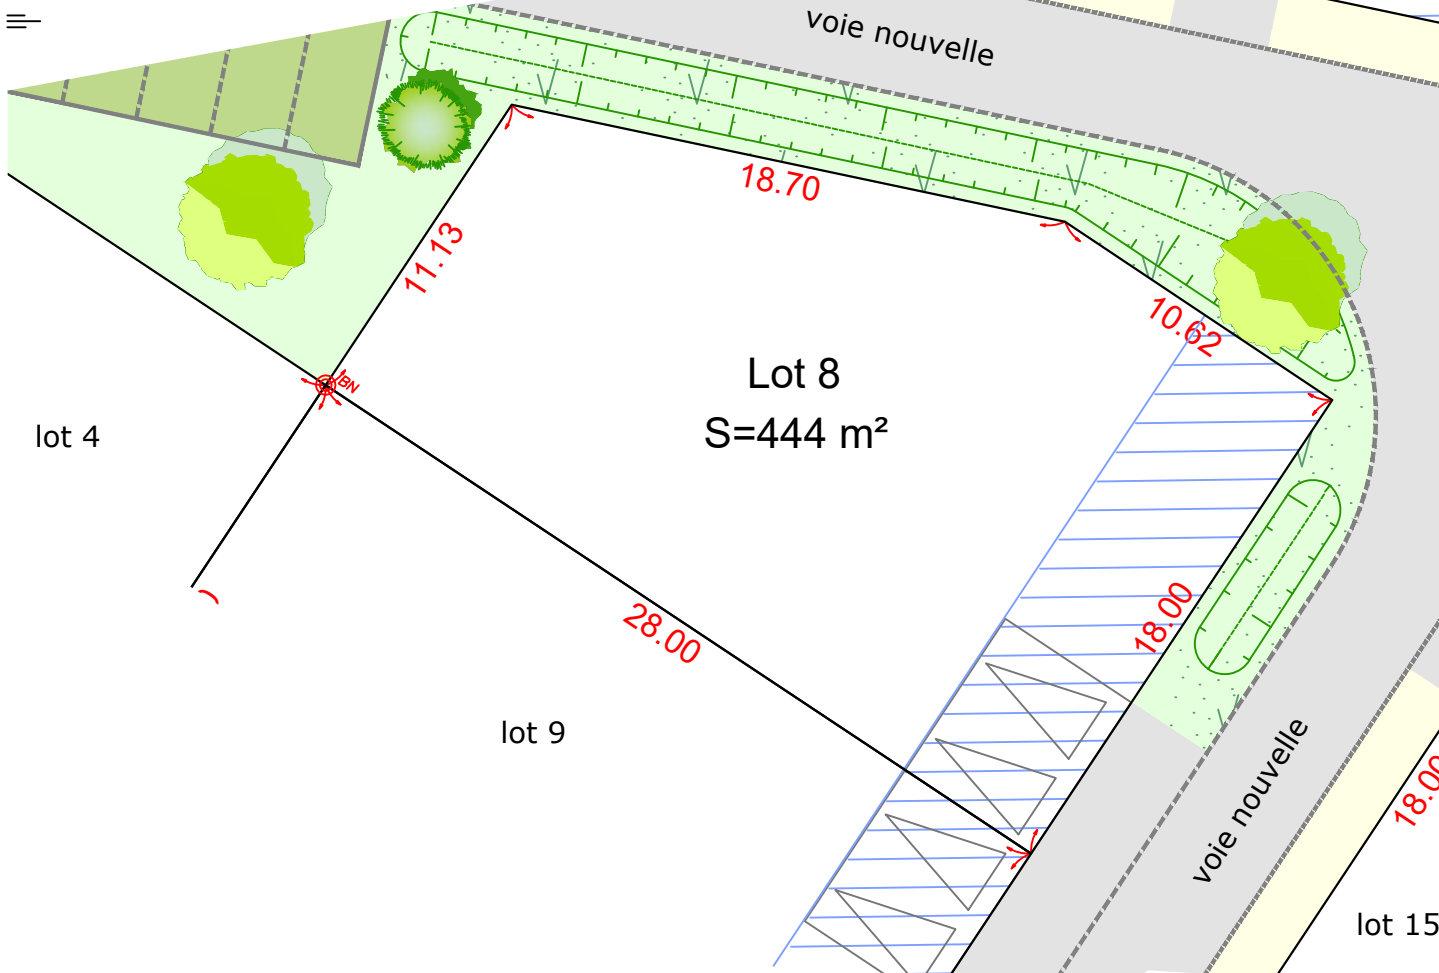 voie nouvelle
18.70
11.13
10.62
Lot 8
S=444 m²
BN
lot 4
18.00
28.00
lot 9
voie nouvelle
18.00
lot 15